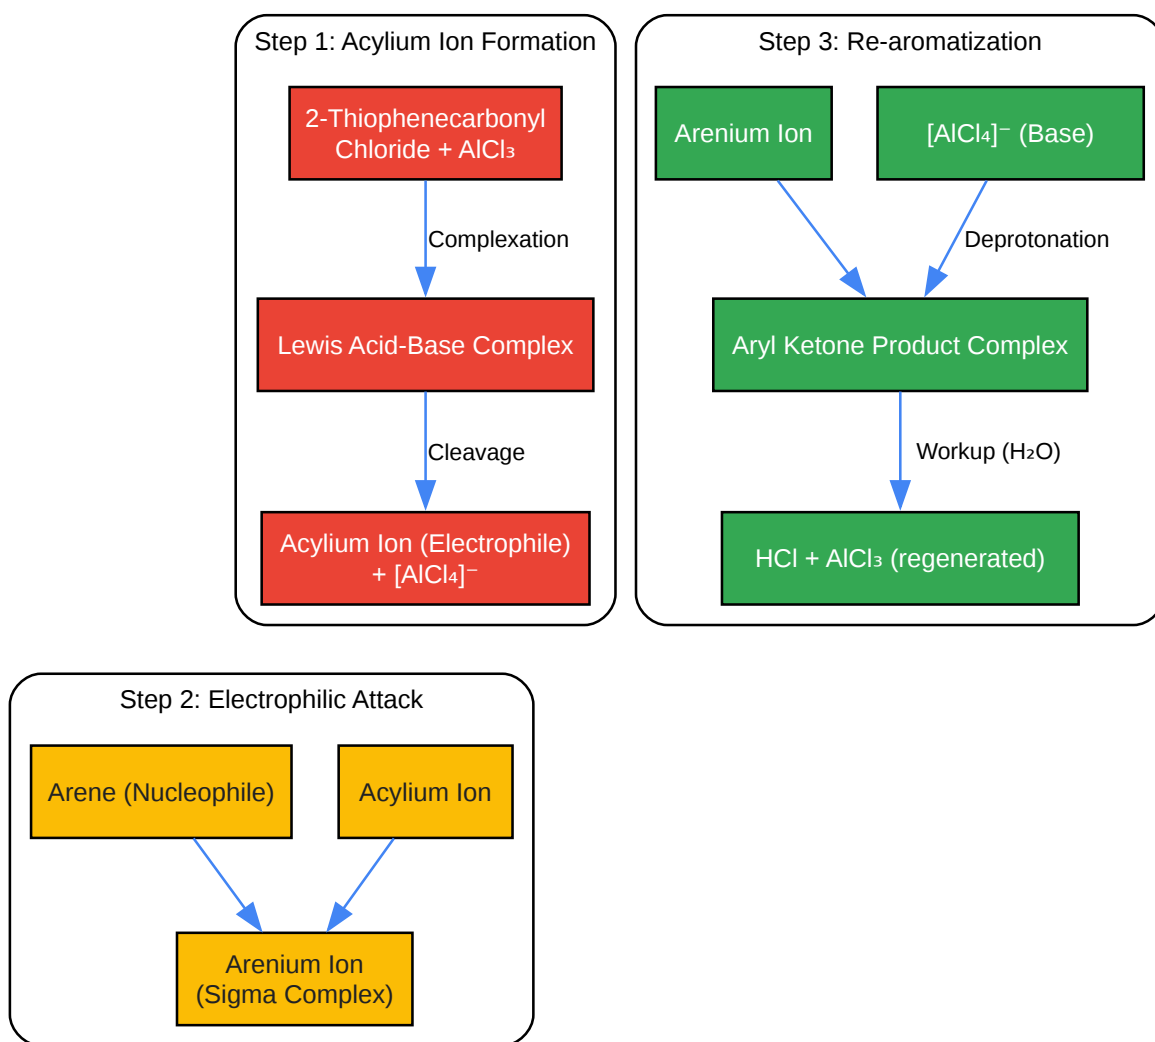 Step 1: Acylium Ion Formation
2-Thiophenecarbonyl
Chloride + AlCl₃
Complexation
Lewis Acid-Base Complex
Cleavage
Acylium Ion (Electrophile)
+ [AlCl₄]⁻
Step 3: Re-aromatization
Arenium Ion
[AlCl₄]⁻ (Base)
Deprotonation
Aryl Ketone Product Complex
Workup (H₂O)
HCl + AlCl₃ (regenerated)
Step 2: Electrophilic Attack
Arene (Nucleophile)
Acylium Ion
Arenium Ion
(Sigma Complex)